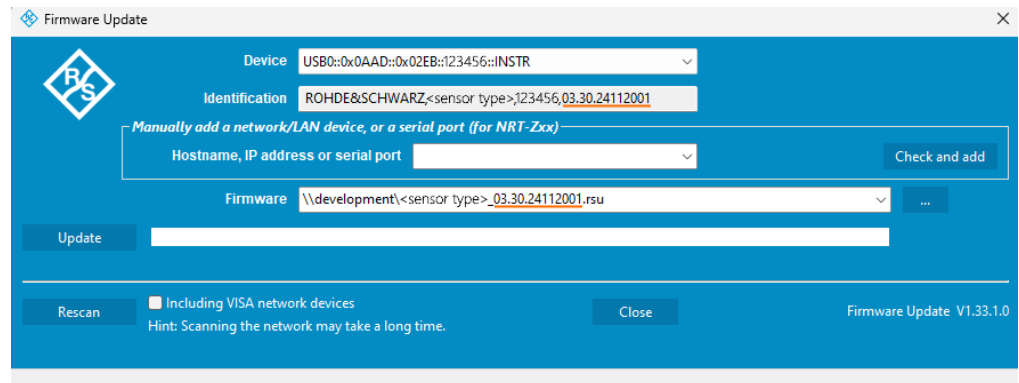 Firmware Update
R&S
Device USB0::0x0AAD::0x02EB::123456::INSTR
Identification ROHDE&SCHWARZ,<sensor type>,123456,03.30.24112001
Manually add a network/LAN device, or a serial port (for NRT-Zxx)
Hostname, IP address or serial port Check and add
Firmware \\development\<sensor type>_03.30.24112001.rsu ...
Update
Rescan Including VISA network devices Close Firmware Update V1.33.1.0
Hint: Scanning the network may take a long time.